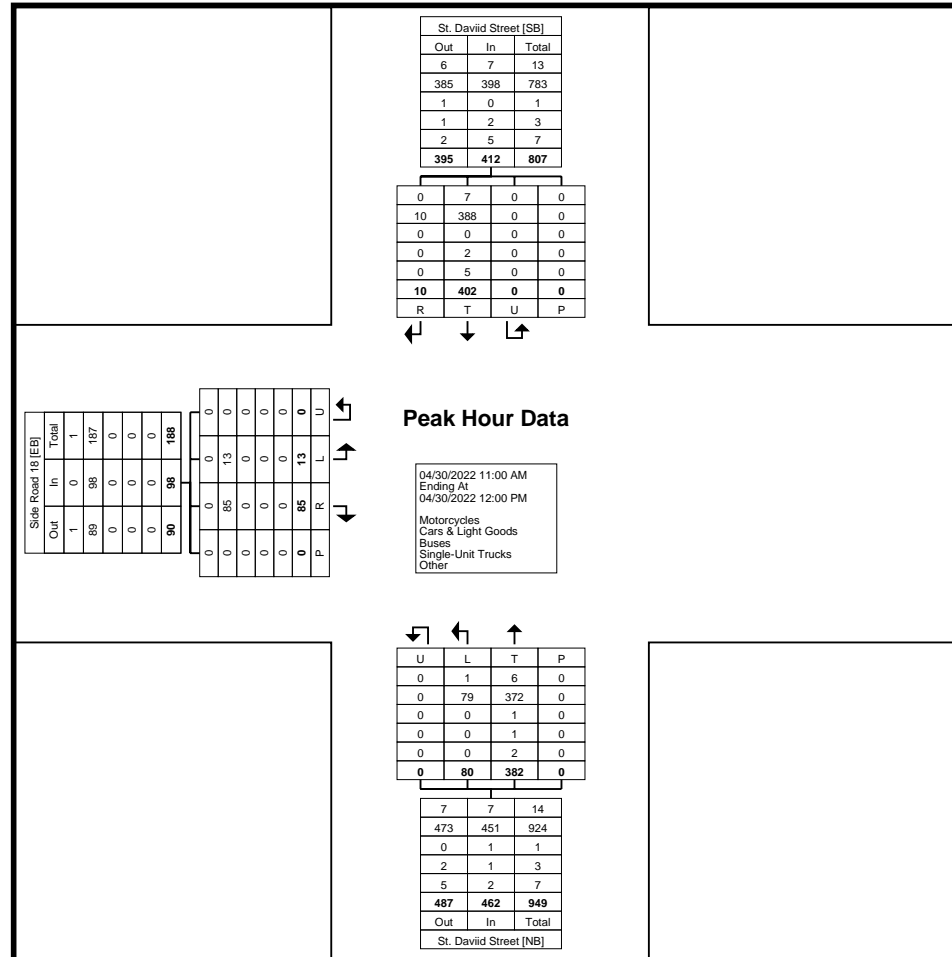 St. Daviid Street [SB]
Out In Total
6 7 13
385 398 783
1 0 1
1 2 3
2 5 7
395 412 807
0 7 0 0
10 388 0 0
0 0 0 0
0 2 0 0
0 5 0 0
10 402 0 0
R T U P
Side Road 18 [EB]
Out In Total
1 0 1
89 98 187
0 0 0
0 0 0
0 0 0
90 98 188
0 0 0 0
0 85 13 0
0 0 0 0
0 0 0 0
0 0 0 0
0 85 13 0
P R L U
Peak Hour Data
04/30/2022 11:00 AM
Ending At
04/30/2022 12:00 PM
Motorcycles
Cars & Light Goods
Buses
Single-Unit Trucks
Other
U L T P
0 1 6 0
0 79 372 0
0 0 1 0
0 0 1 0
0 0 2 0
0 80 382 0
7 7 14
473 451 924
0 1 1
2 1 3
5 2 7
487 462 949
Out In Total
St. Daviid Street [NB]